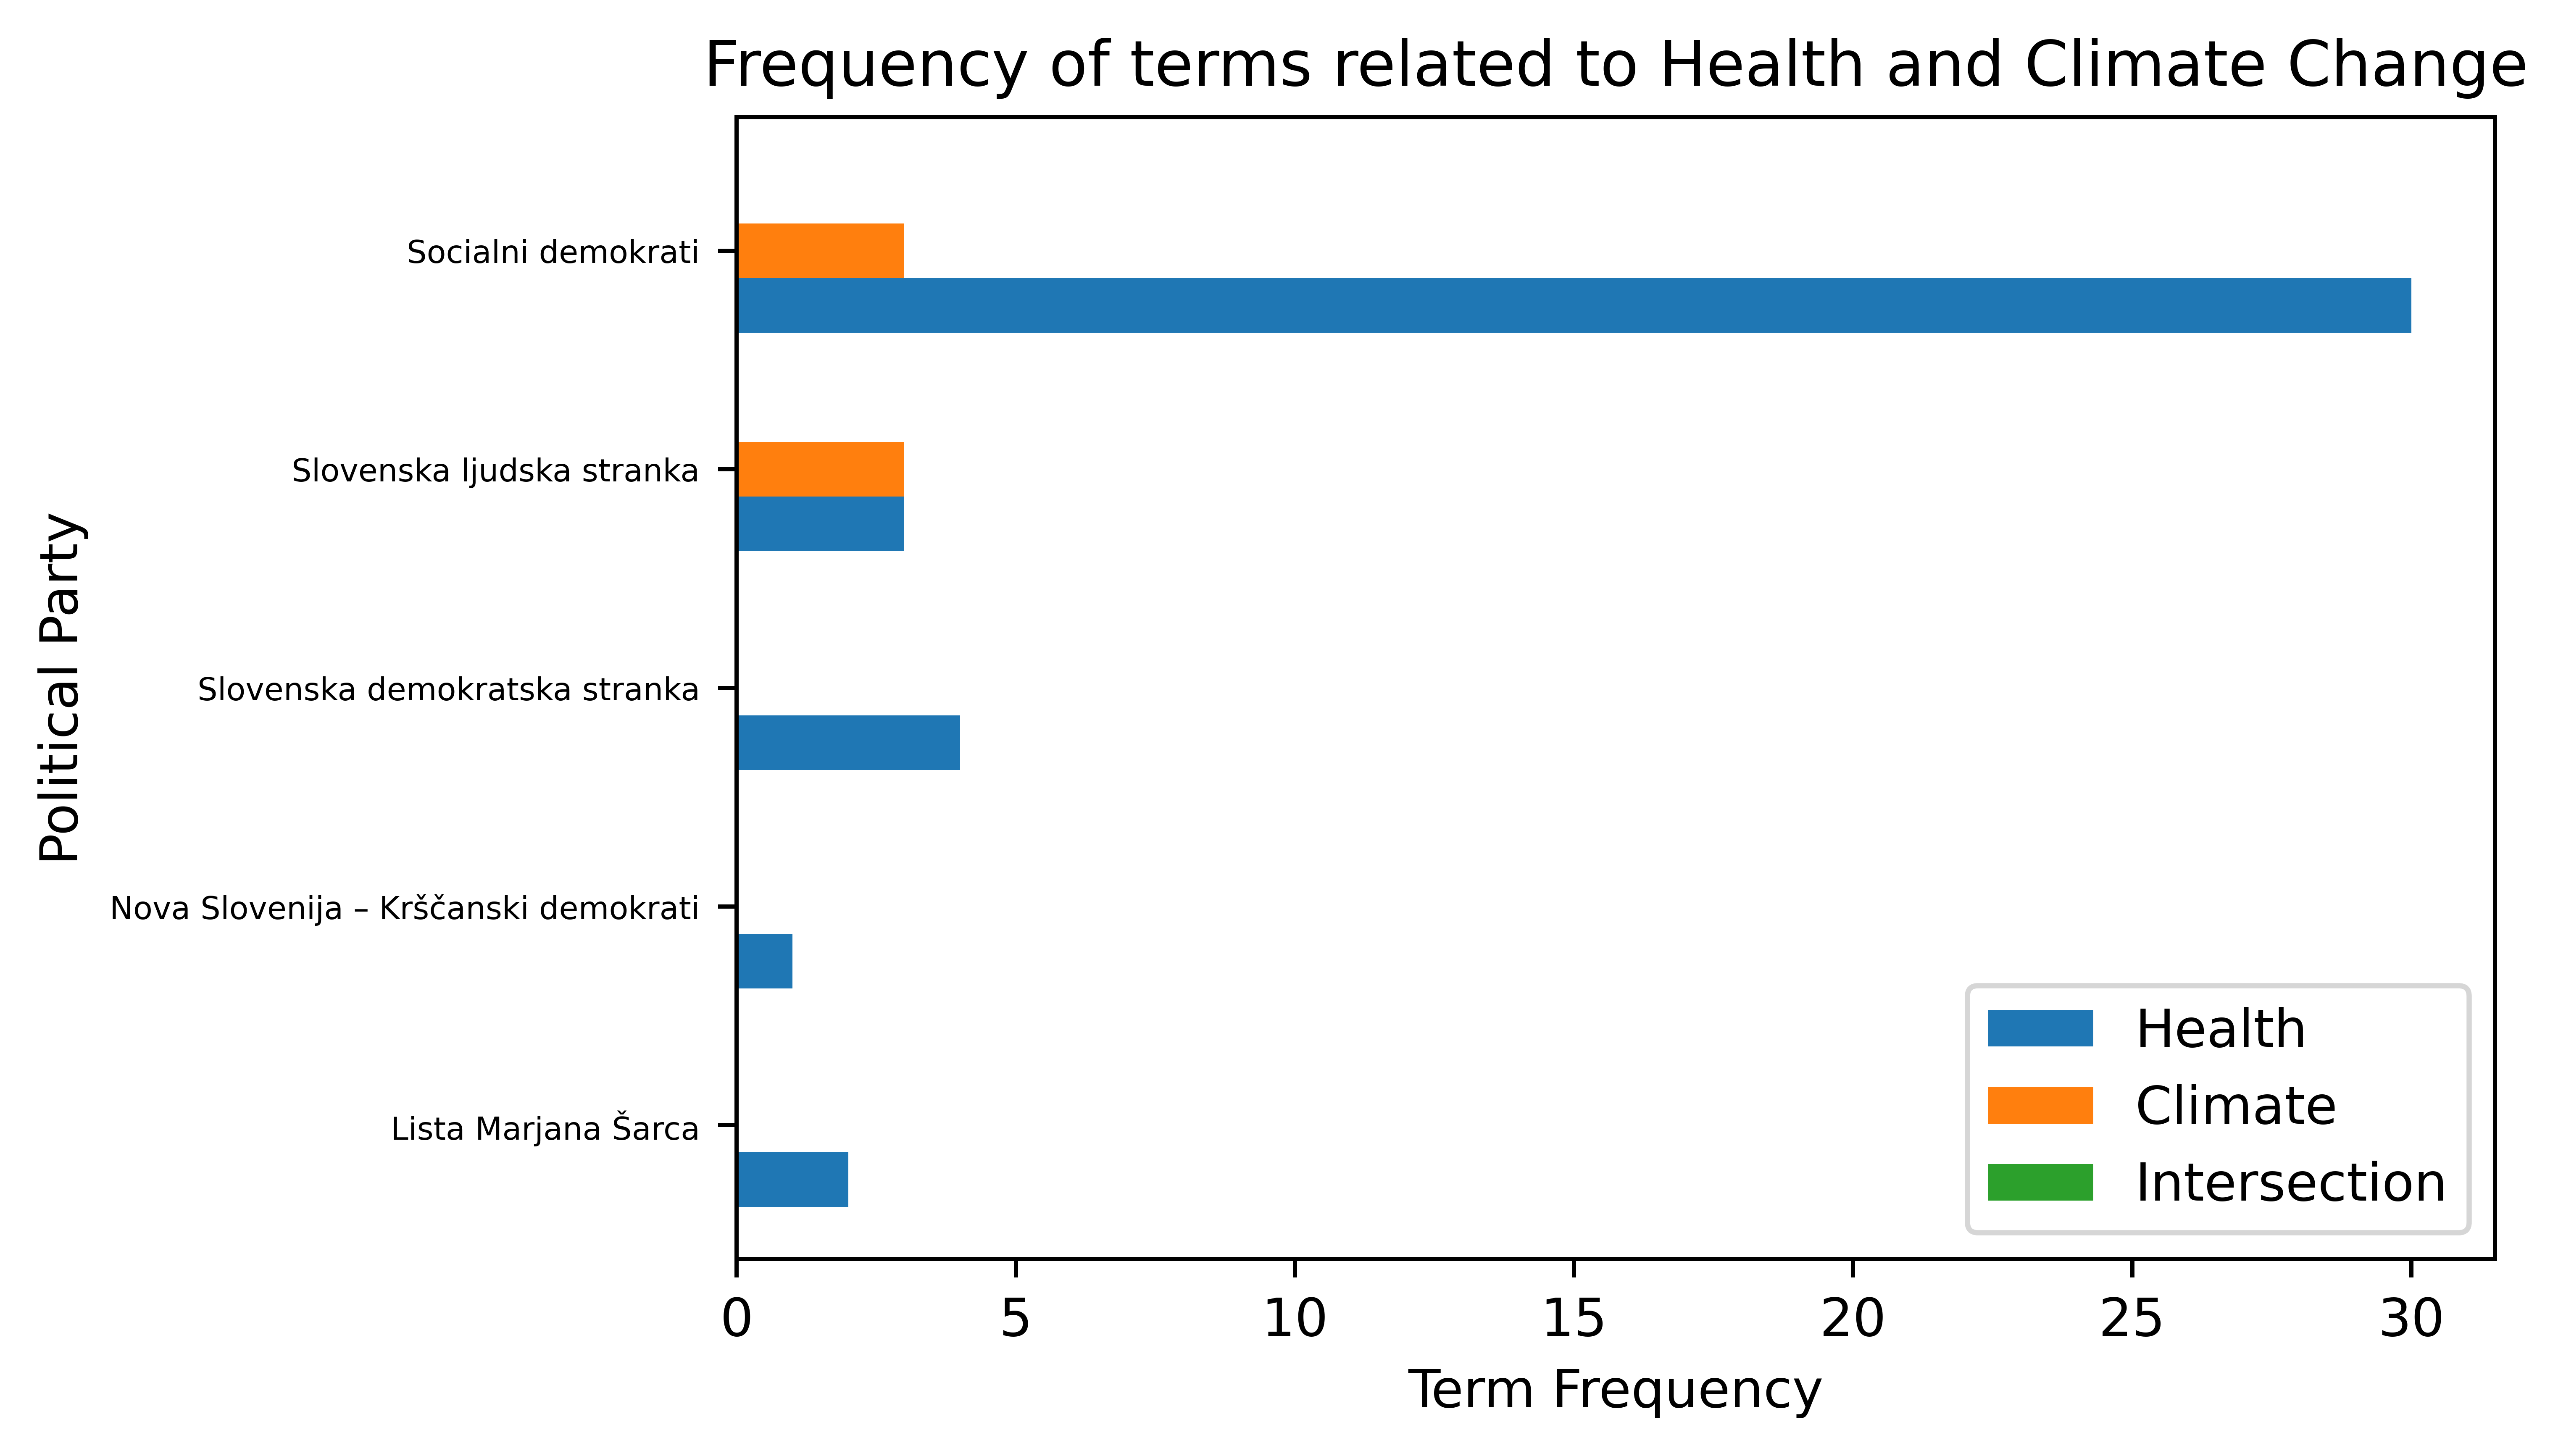 Frequency of terms related to Health and Climate Change
Political Party
Socialni demokrati
Slovenska ljudska stranka
Slovenska demokratska stranka
Nova Slovenija – Krščanski demokrati
Lista Marjana Šarca
Health
Climate
Intersection
0 5 10 15 20 25 30
Term Frequency